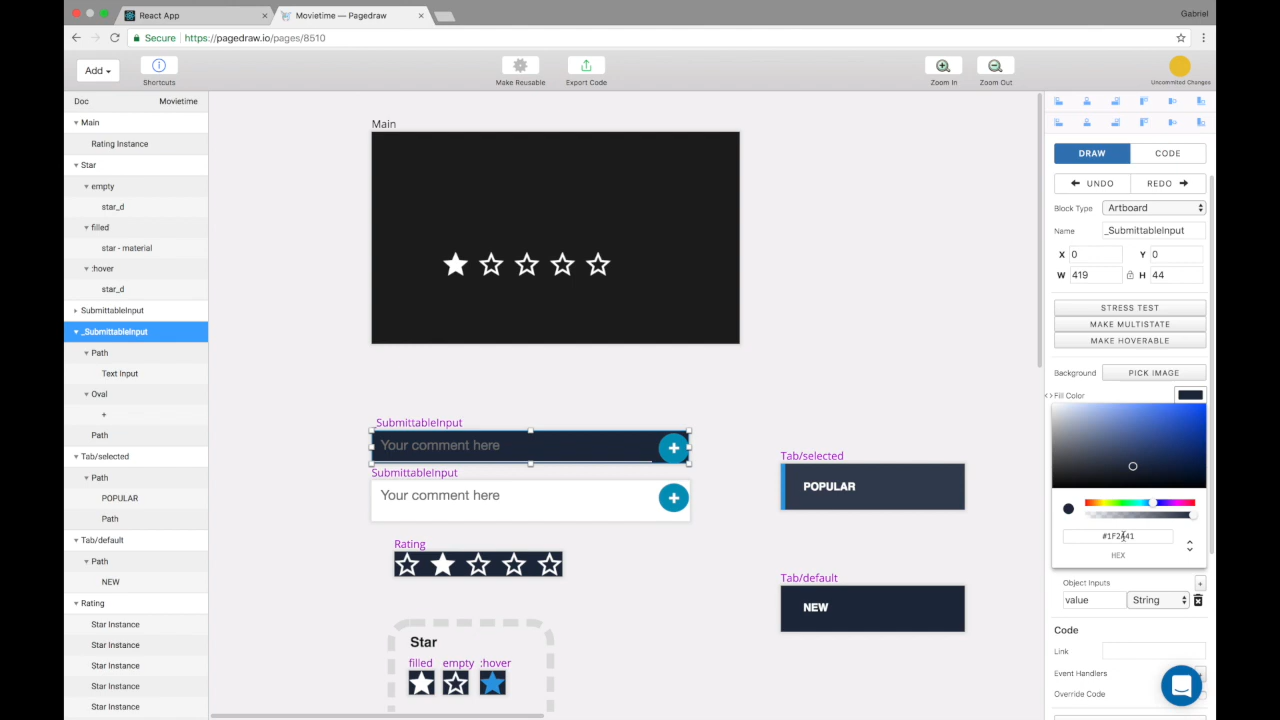 React App ×
Movietime — Pagedraw ×
Gabriel
Secure https://pagedraw.io/pages/8510
Add
Shortcuts
Make Reusable
Export Code
Zoom In
Zoom Out
Uncommited Changes
Doc Movietime
Main
Rating Instance
Star
empty
star_d
filled
star - material
:hover
star_d
SubmittableInput
_SubmittableInput
Path
Text Input
Oval
+
Path
Tab/selected
Path
POPULAR
Path
Tab/default
Path
NEW
Rating
Star Instance
Star Instance
Star Instance
Star Instance
Star Instance
Main
_SubmittableInput
Your comment here +
SubmittableInput
Your comment here +
Rating
Star
filled empty :hover
Tab/selected
POPULAR
Tab/default
NEW
DRAW CODE
UNDO REDO
Block Type Artboard
Name _SubmittableInput
X 0 Y 0
W 419 H 44
STRESS TEST
MAKE MULTISTATE
MAKE HOVERABLE
Background PICK IMAGE
<> Fill Color
HEX
Object Inputs +
value String
Code
Link
Event Handlers
Override Code